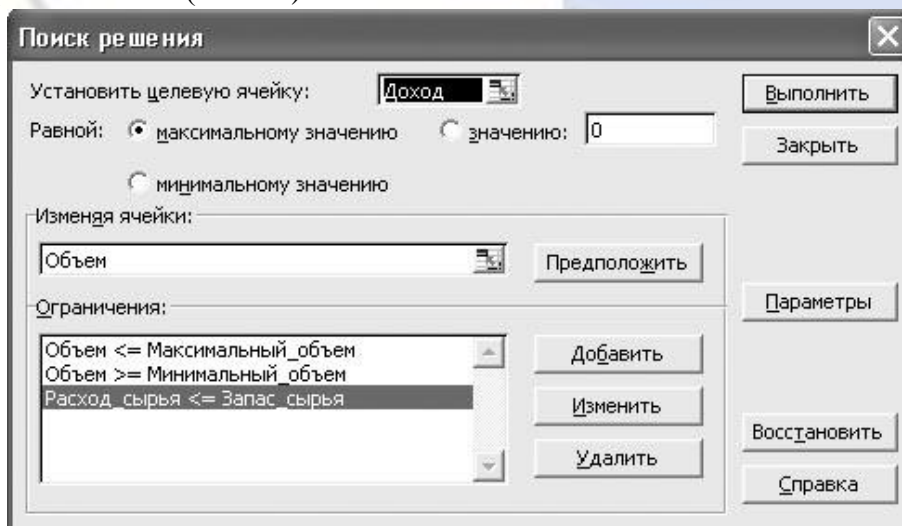 Поиск решения
Установить целевую ячейку: Доход
Выполнить
Равной: максимальному значению значению: 0
Закрыть
минимальному значению
Изменяя ячейки:
Объем
Предположить
Ограничения:
Параметры
Объем <= Максимальный_объем
Объем >= Минимальный_объем
Расход_сырья <= Запас_сырья
Добавить
Изменить
Удалить
Восстановить
Справка